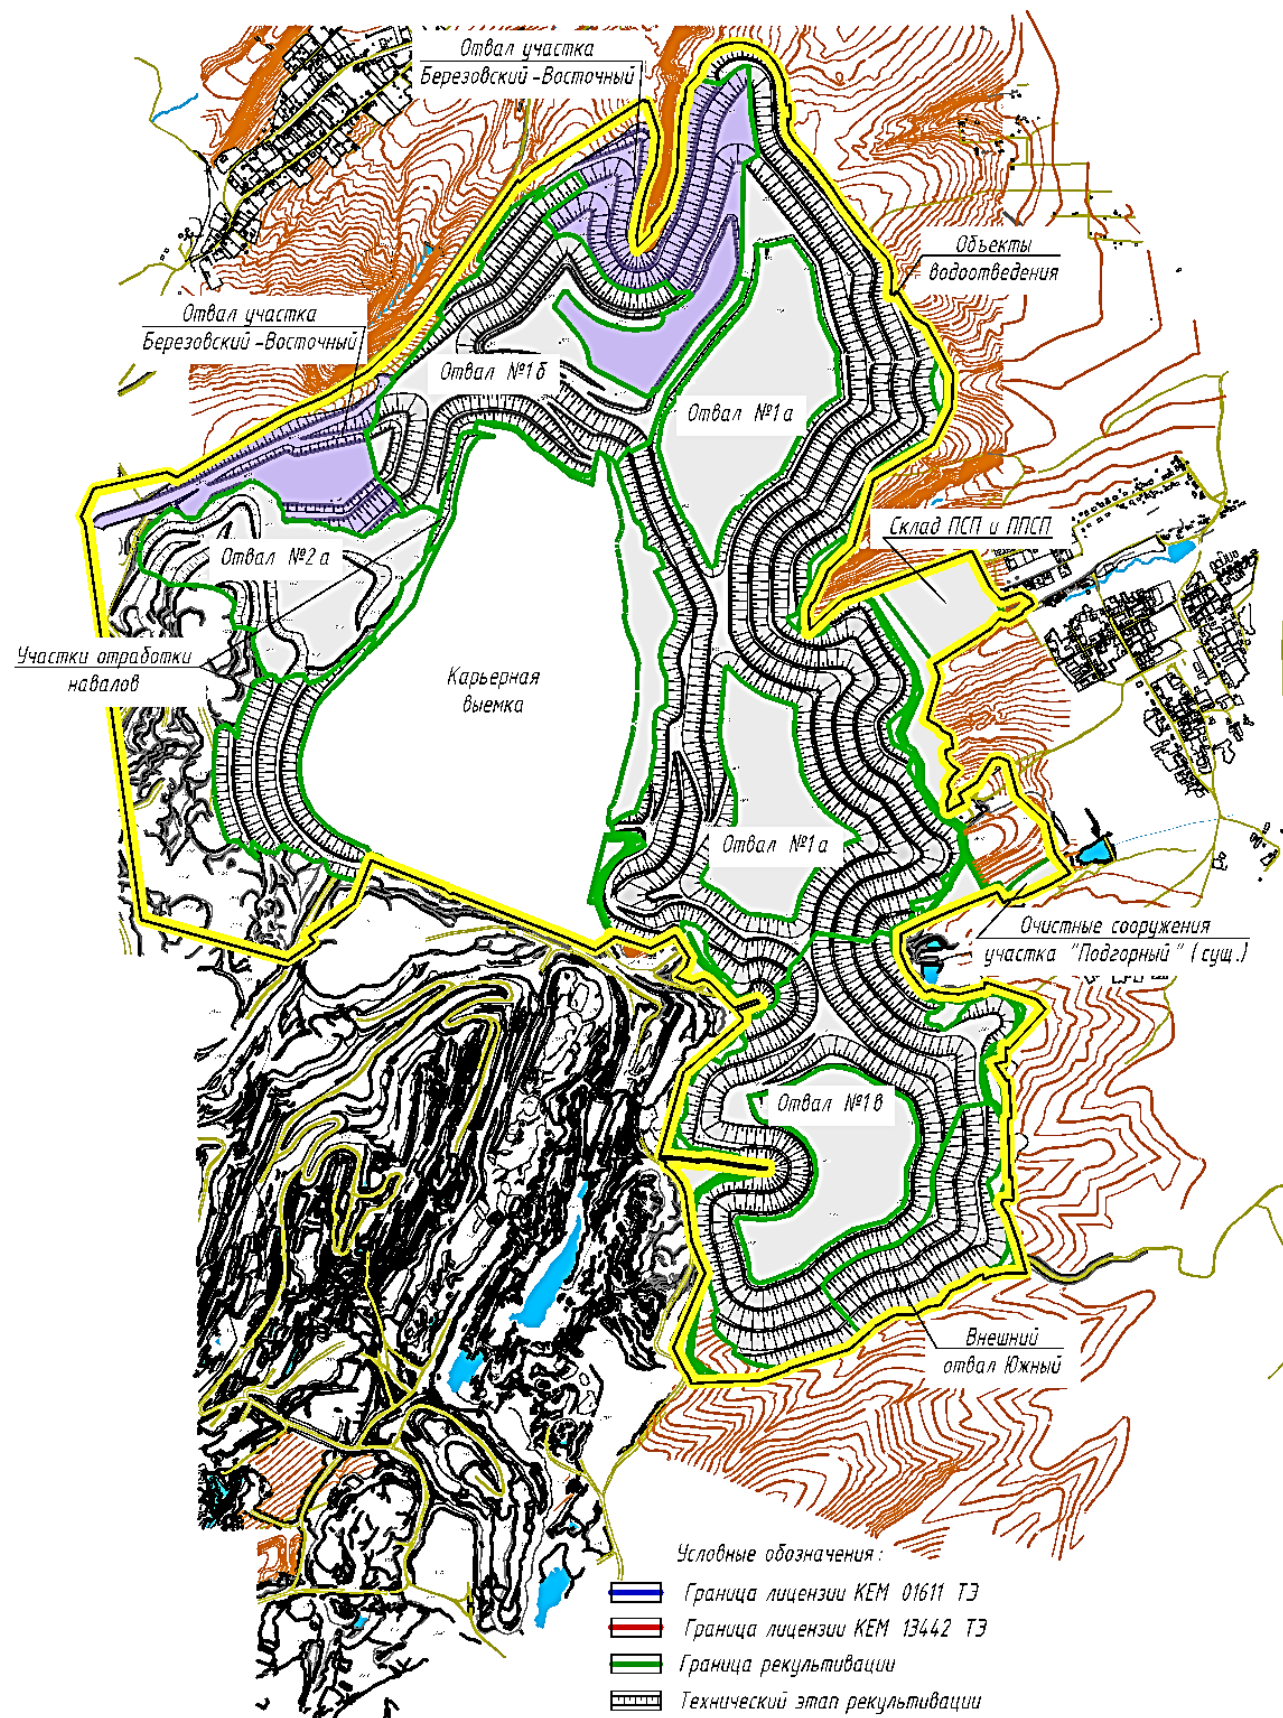 Отвал участка
Березовский-Восточный
Объекты
водоотведения
Отвал участка
Березовский-Восточный
Отвал №1б
Отвал №1а
Склад ПСП и ППСП
Отвал №2а
Участки отработки
навалов
Карьерная
выемка
Отвал №1а
Очистные сооружения
участка "Подгорный" (сущ.)
Отвал №1в
Внешний
отвал Южный
Условные обозначения:
Граница лицензии КЕМ 01611 ТЭ
Граница лицензии КЕМ 13442 ТЭ
Граница рекультивации
Технический этап рекультивации